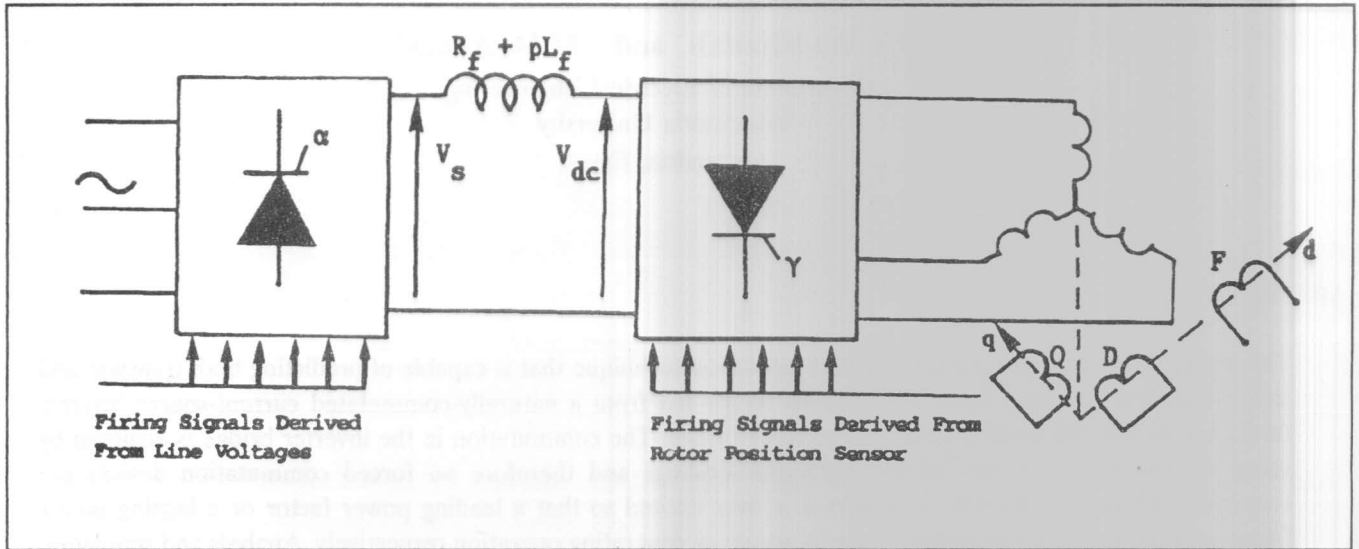 R_f + pL_f
α
V_s
V_dc
γ
F
d
q
Q
D
Firing Signals Derived
From Line Voltages
Firing Signals Derived From
Rotor Position Sensor